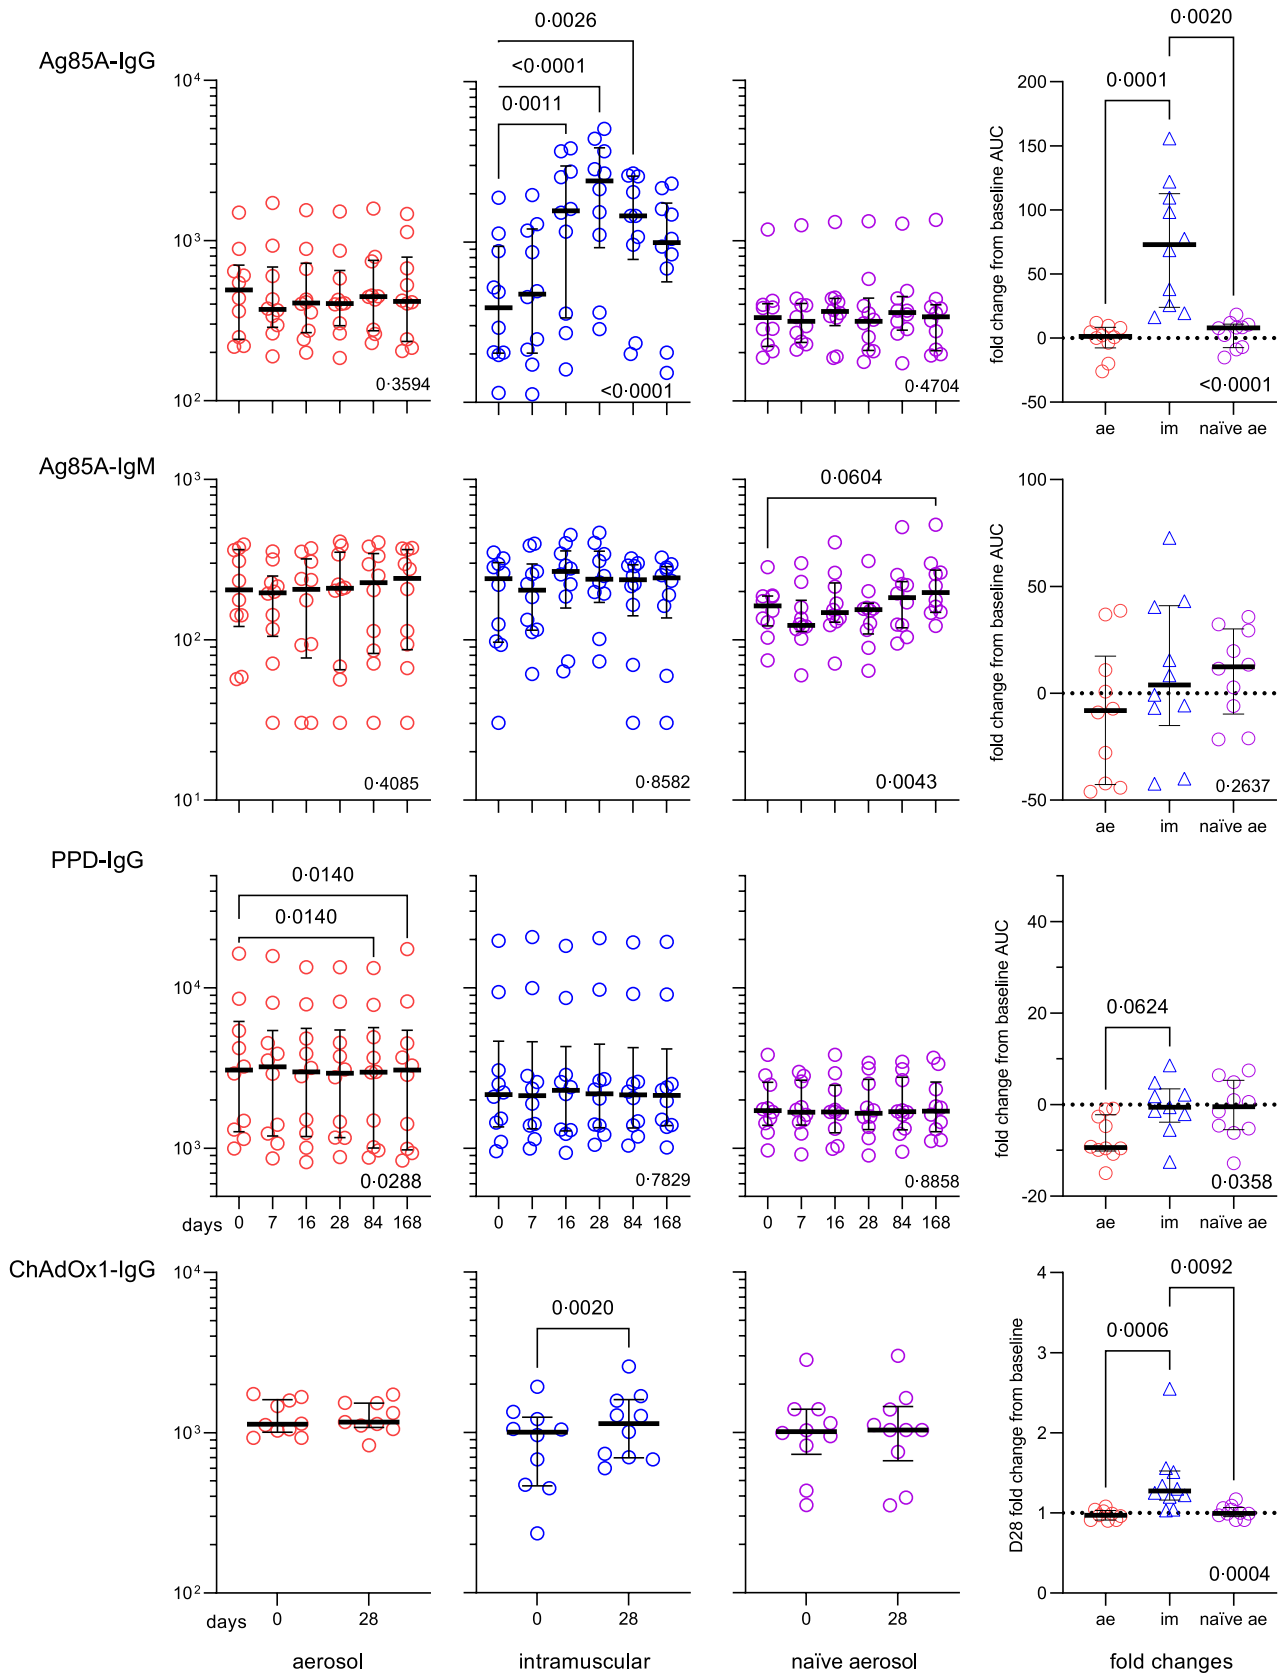 Ag85A-IgG
10⁴
10³
10²
0·3594
0·0026
<0·0001
0·0011
<0·0001
0·4704
0·0020
0·0001
fold change from baseline AUC
200
150
100
50
0
-50
<0·0001
ae im naïve ae
Ag85A-IgM
10³
10²
10¹
0·4085
0·8582
0·0604
0·0043
fold change from baseline AUC
100
50
0
-50
0·2637
ae im naïve ae
PPD-IgG
10⁴
10³
0·0140
0·0140
0·0288
days 0 7 16 28 84 168
0·7829
0 7 16 28 84 168
0·8858
0 7 16 28 84 168
fold change from baseline AUC
40
20
0
-20
0·0624
0·0358
ae im naïve ae
ChAdOx1-IgG
10⁴
10³
10²
days 0 28
aerosol
0·0020
0 28
intramuscular
0 28
naïve aerosol
D28 fold change from baseline
4
3
2
1
0
0·0092
0·0006
0·0004
ae im naïve ae
fold changes